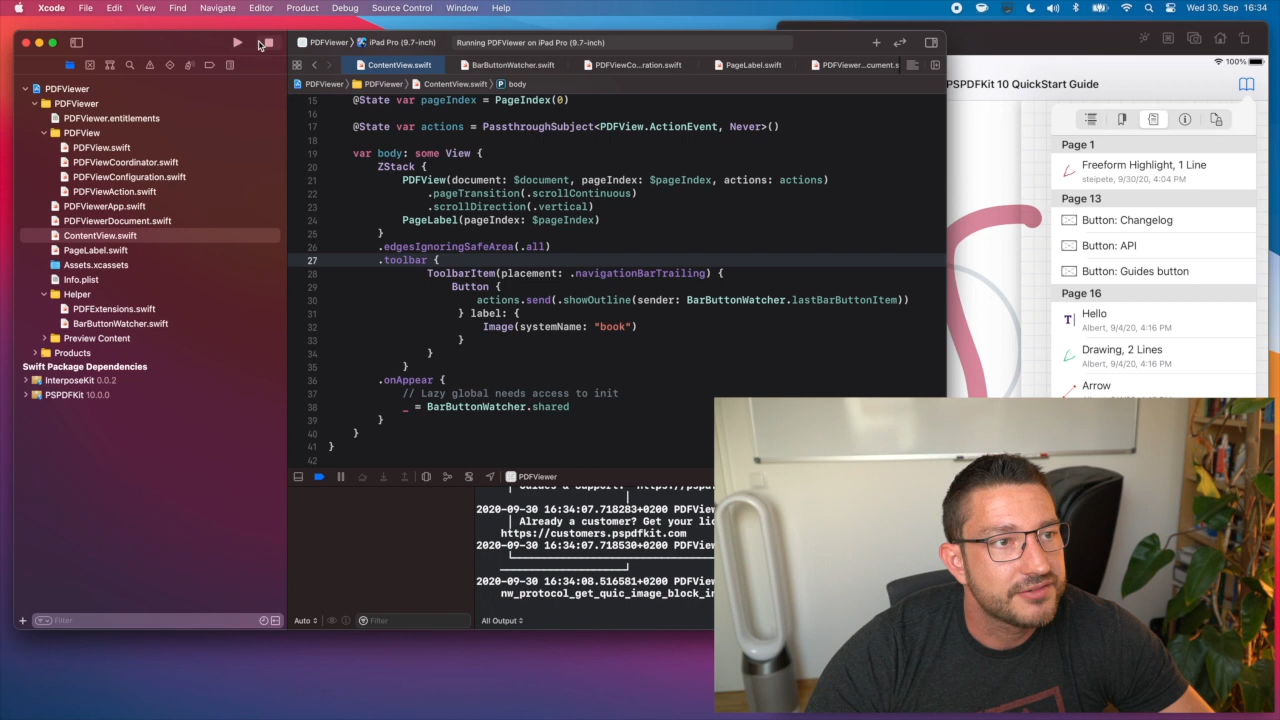 Xcode File Edit View Find Navigate Editor Product Debug Source Control Window Help
100% Wed 30. Sep 16:34
PDFViewer iPad Pro (9.7-inch)
Running PDFViewer on iPad Pro (9.7-inch)
ContentView.swift
BarButtonWatcher.swift
PDFViewCo...ration.swift
PageLabel.swift
PDFViewer...cument.s
PDFViewer PDFViewer ContentView.swift P body
PDFViewer
PDFViewer
PDFViewer.entitlements
PDFView
PDFView.swift
PDFViewCoordinator.swift
PDFViewConfiguration.swift
PDFViewAction.swift
PDFViewerApp.swift
PDFViewerDocument.swift
ContentView.swift
PageLabel.swift
Assets.xcassets
Info.plist
Helper
PDFExtensions.swift
BarButtonWatcher.swift
Preview Content
Products
Swift Package Dependencies
InterposeKit 0.0.2
PSPDFKit 10.0.0
Filter
15 @State var pageIndex = PageIndex(0)
16
17 @State var actions = PassthroughSubject<PDFView.ActionEvent, Never>()
18
19 var body: some View {
20 ZStack {
21 PDFView(document: $document, pageIndex: $pageIndex, actions: actions)
22 .pageTransition(.scrollContinuous)
23 .scrollDirection(.vertical)
24 PageLabel(pageIndex: $pageIndex)
25 }
26 .edgesIgnoringSafeArea(.all)
27 .toolbar {
28 ToolbarItem(placement: .navigationBarTrailing) {
29 Button {
30 actions.send(.showOutline(sender: BarButtonWatcher.lastBarButtonItem))
31 } label: {
32 Image(systemName: "book")
33 }
34 }
35 }
36 .onAppear {
37 // Lazy global needs access to init
38 _ = BarButtonWatcher.shared
39 }
40 }
41 }
42
PDFViewer
2020-09-30 16:34:07.718283+0200 PDFView
| Already a customer? Get your lic
https://customers.pspdfkit.com
2020-09-30 16:34:07.718530+0200 PDFView
2020-09-30 16:34:08.516581+0200 PDFView
nw_protocol_get_quic_image_block_in
Auto
Filter
All Output
100%
PSPDFKit 10 QuickStart Guide
Page 1
Freeform Highlight, 1 Line
steipete, 9/30/20, 4:04 PM
Page 13
Button: Changelog
Button: API
Button: Guides button
Page 16
Hello
Albert, 9/4/20, 4:16 PM
Drawing, 2 Lines
Albert, 9/4/20, 4:16 PM
Arrow